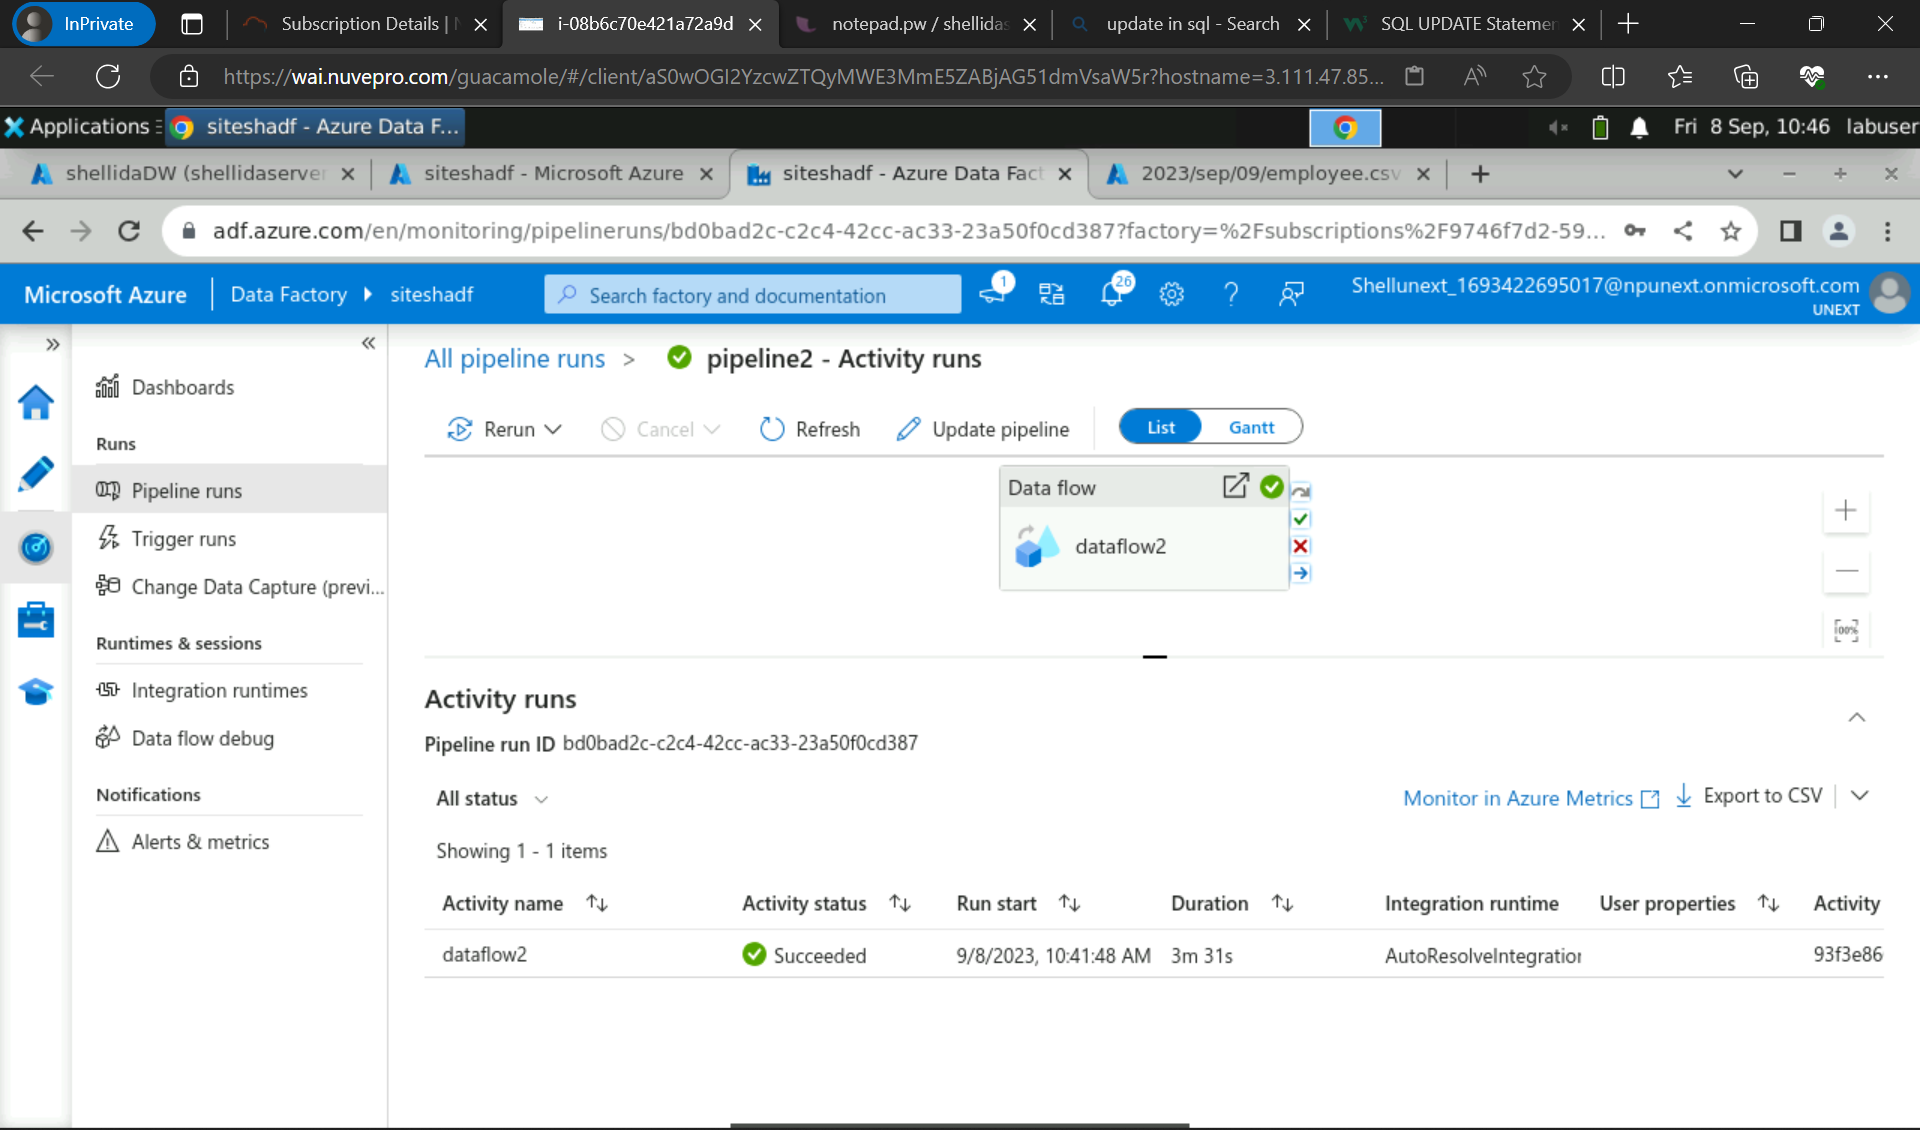 InPrivate
Subscription Details |
i-08b6c70e421a72a9d
notepad.pw / shellidas
update in sql - Search
SQL UPDATE Statemen
https://wai.nuvepro.com/guacamole/#/client/aS0wOGI2YzcwZTQyMWE3MmE5ZABjAG51dmVsaW5r?hostname=3.111.47.85...
Applications
siteshadf - Azure Data F...
Fri 8 Sep, 10:46 labuser
shellidaDW (shellidaserver
siteshadf - Microsoft Azure
siteshadf - Azure Data Fact
2023/sep/09/employee.csv
adf.azure.com/en/monitoring/pipelineruns/bd0bad2c-c2c4-42cc-ac33-23a50f0cd387?factory=%2Fsubscriptions%2F9746f7d2-59...
Microsoft Azure
Data Factory
siteshadf
Search factory and documentation
1
26
Shellunext_1693422695017@npunext.onmicrosoft.com
UNEXT
All pipeline runs >
pipeline2 - Activity runs
Dashboards
Runs
Pipeline runs
Trigger runs
Change Data Capture (previ...
Runtimes & sessions
Integration runtimes
Data flow debug
Notifications
Alerts & metrics
Rerun
Cancel
Refresh
Update pipeline
List
Gantt
Data flow
dataflow2
100%
Activity runs
Pipeline run ID bd0bad2c-c2c4-42cc-ac33-23a50f0cd387
All status
Monitor in Azure Metrics
Export to CSV
Showing 1 - 1 items
Activity name Activity status Run start Duration Integration runtime User properties Activity
dataflow2 Succeeded 9/8/2023, 10:41:48 AM 3m 31s AutoResolveIntegration 93f3e86